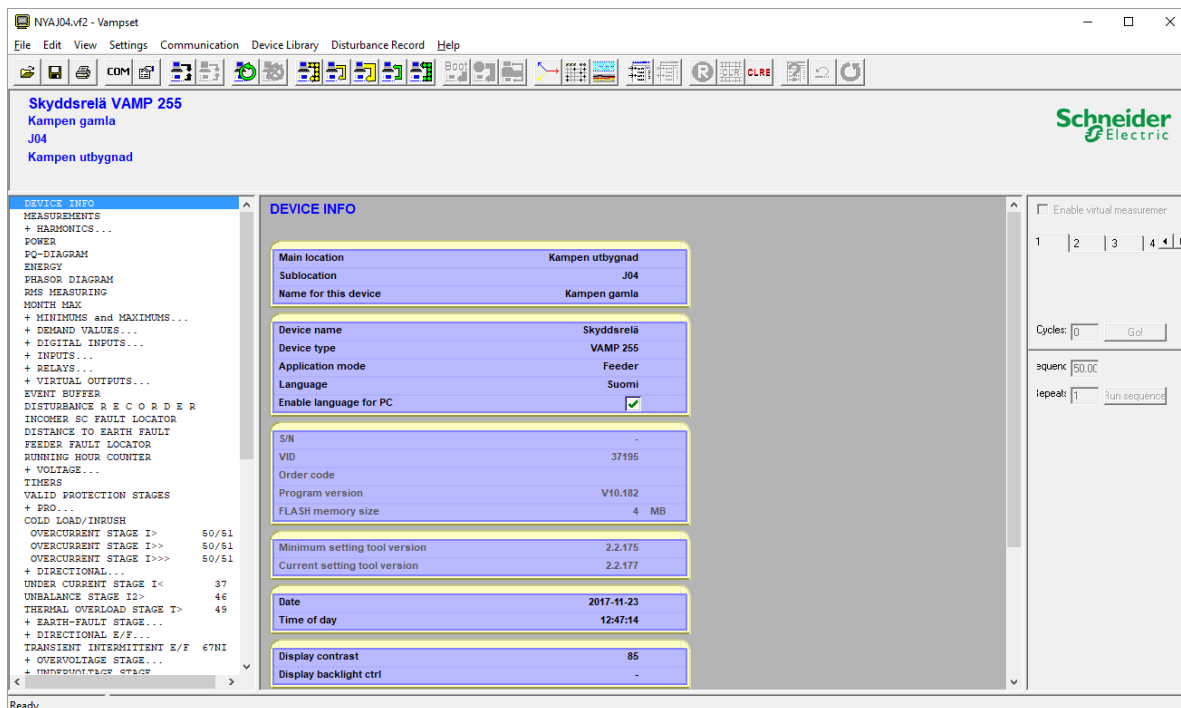 NYAJ04.vf2 - Vampset
File Edit View Settings Communication Device Library Disturbance Record Help
COM Boot R CLR CLRE
Skyddsrelä VAMP 255
Kampen gamla
J04
Kampen utbygnad
Schneider
Electric
DEVICE INFO
MEASUREMENTS
+ HARMONICS...
POWER
PQ-DIAGRAM
ENERGY
PHASOR DIAGRAM
RMS MEASURING
MONTH MAX
+ MINIMUMS and MAXIMUMS...
+ DEMAND VALUES...
+ DIGITAL INPUTS...
+ INPUTS...
+ RELAYS...
+ VIRTUAL OUTPUTS...
EVENT BUFFER
DISTURBANCE R E C O R D E R
INCOMER SC FAULT LOCATOR
DISTANCE TO EARTH FAULT
FEEDER FAULT LOCATOR
RUNNING HOUR COUNTER
+ VOLTAGE...
TIMERS
VALID PROTECTION STAGES
+ PRO...
COLD LOAD/INRUSH
OVERCURRENT STAGE I> 50/51
OVERCURRENT STAGE I>> 50/51
OVERCURRENT STAGE I>>> 50/51
+ DIRECTIONAL...
UNDER CURRENT STAGE I< 37
UNBALANCE STAGE I2> 46
THERMAL OVERLOAD STAGE T> 49
+ EARTH-FAULT STAGE...
+ DIRECTIONAL E/F...
TRANSIENT INTERMITTENT E/F 67NI
+ OVERVOLTAGE STAGE...
+ UNDERVOLTAGE STAGE
DEVICE INFO
Main location Kampen utbygnad
Sublocation J04
Name for this device Kampen gamla
Device name Skyddsrelä
Device type VAMP 255
Application mode Feeder
Language Suomi
Enable language for PC
S/N -
VID 37195
Order code
Program version V10.182
FLASH memory size 4 MB
Minimum setting tool version 2.2.175
Current setting tool version 2.2.177
Date 2017-11-23
Time of day 12:47:14
Display contrast 85
Display backlight ctrl -
Enable virtual measuremer
1 2 3 4
Cycles: 0 Go!
equenc 50.00
Repeats 1 Run sequence
Ready